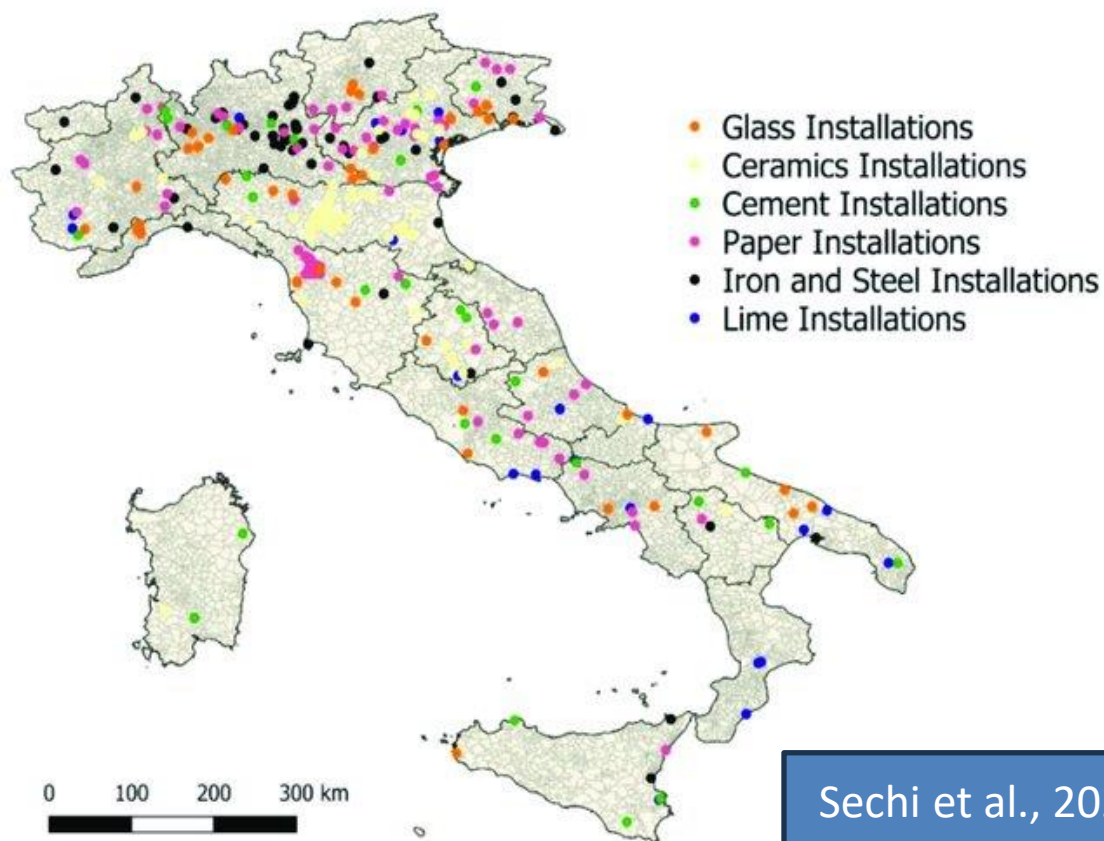 Glass Installations
Ceramics Installations
Cement Installations
Paper Installations
Iron and Steel Installations
Lime Installations
0 100 200 300 km
Sechi et al.,